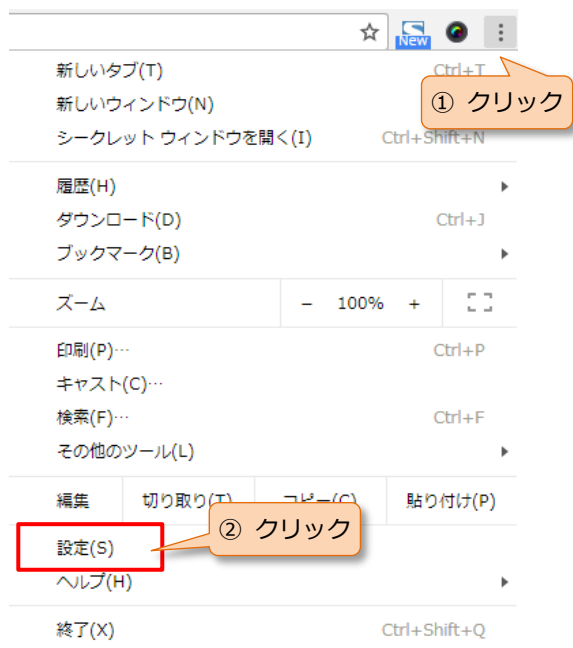 New
新しいタブ(T) Ctrl+T
① クリック
新しいウィンドウ(N)
シークレット ウィンドウを開く(I) Ctrl+Shift+N
履歴(H)
ダウンロード(D) Ctrl+J
ブックマーク(B)
ズーム － 100% ＋
印刷(P)… Ctrl+P
キャスト(C)…
検索(F)… Ctrl+F
その他のツール(L)
編集 切り取り(T) コピー(C) 貼り付け(P)
② クリック
設定(S)
ヘルプ(H)
終了(X) Ctrl+Shift+Q